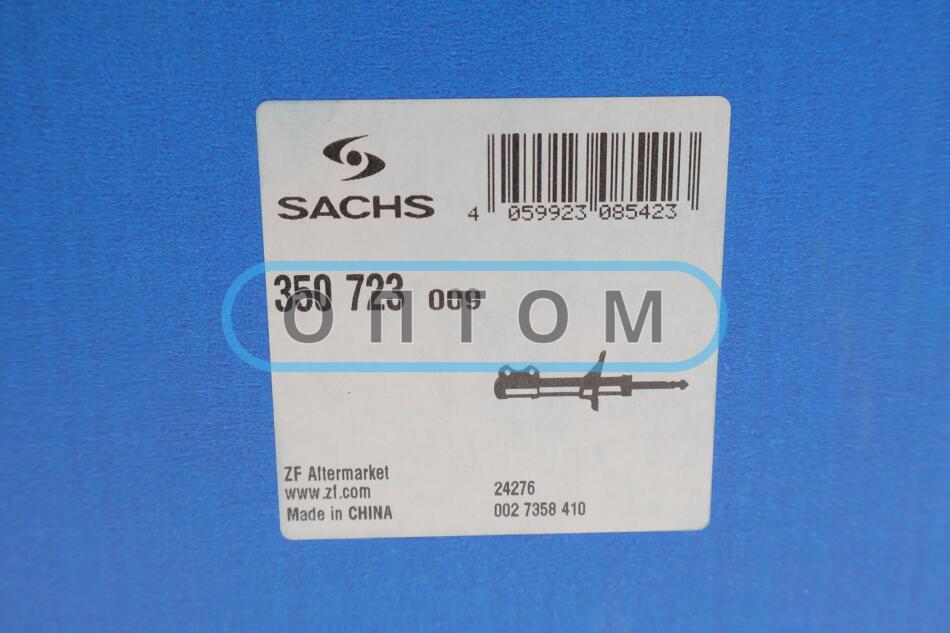 SACHS
4 059923 085423
350 723 009
ОПТОМ
ZF Aftermarket
www.zf.com
Made in CHINA
24276
002 7358 410